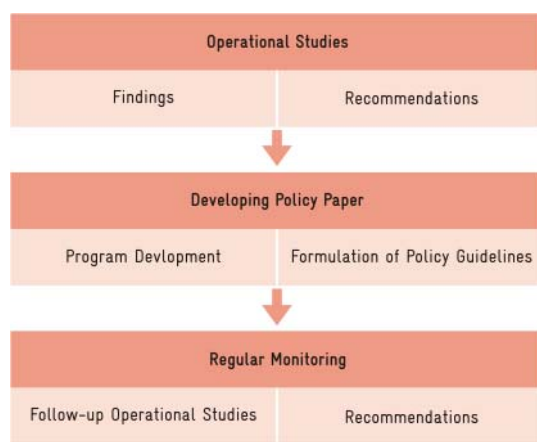 Operational Studies
Findings
Recommendations
Developing Policy Paper
Program Devlopment
Formulation of Policy Guidelines
Regular Monitoring
Follow-up Operational Studies
Recommendations